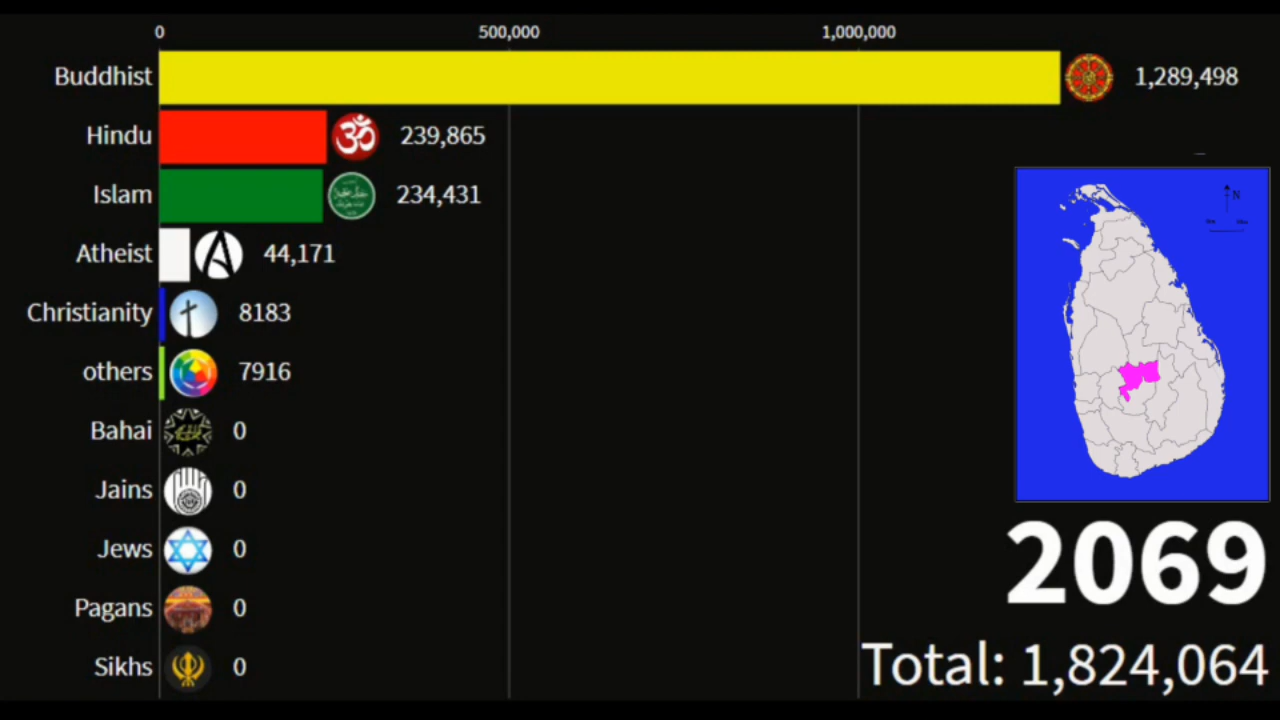 0 500,000 1,000,000
Buddhist 1,289,498
Hindu 239,865
Islam 234,431
Atheist 44,171
Christianity 8183
others 7916
Bahai 0
Jains 0
Jews 0
Pagans 0
Sikhs 0
N
2069
Total: 1,824,064